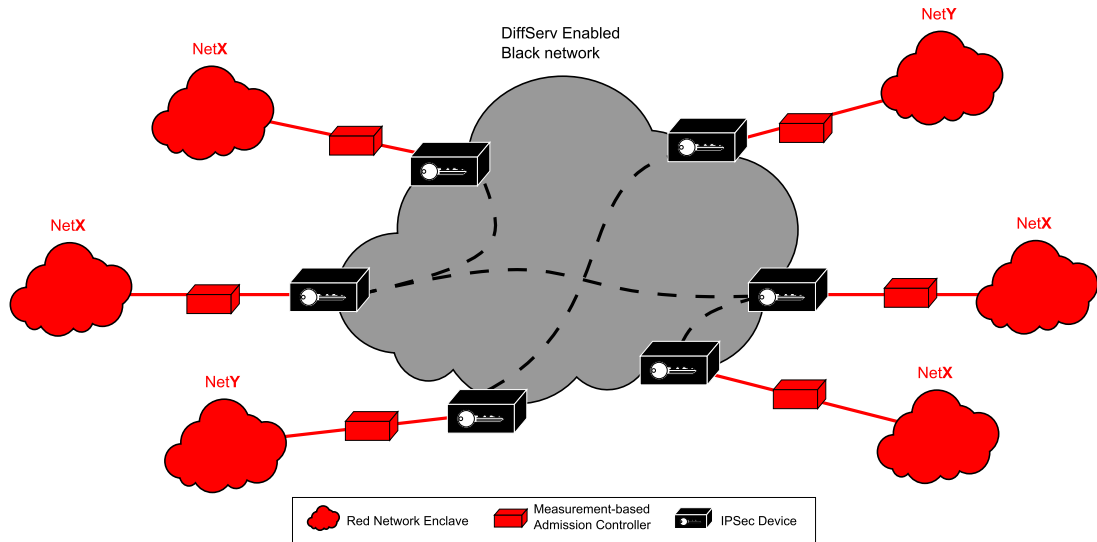 NetY
DiffServ Enabled
Black network
NetX
NetX
NetX
NetY
NetX
Red Network Enclave
Measurement-based
Admission Controller
IPSec Device